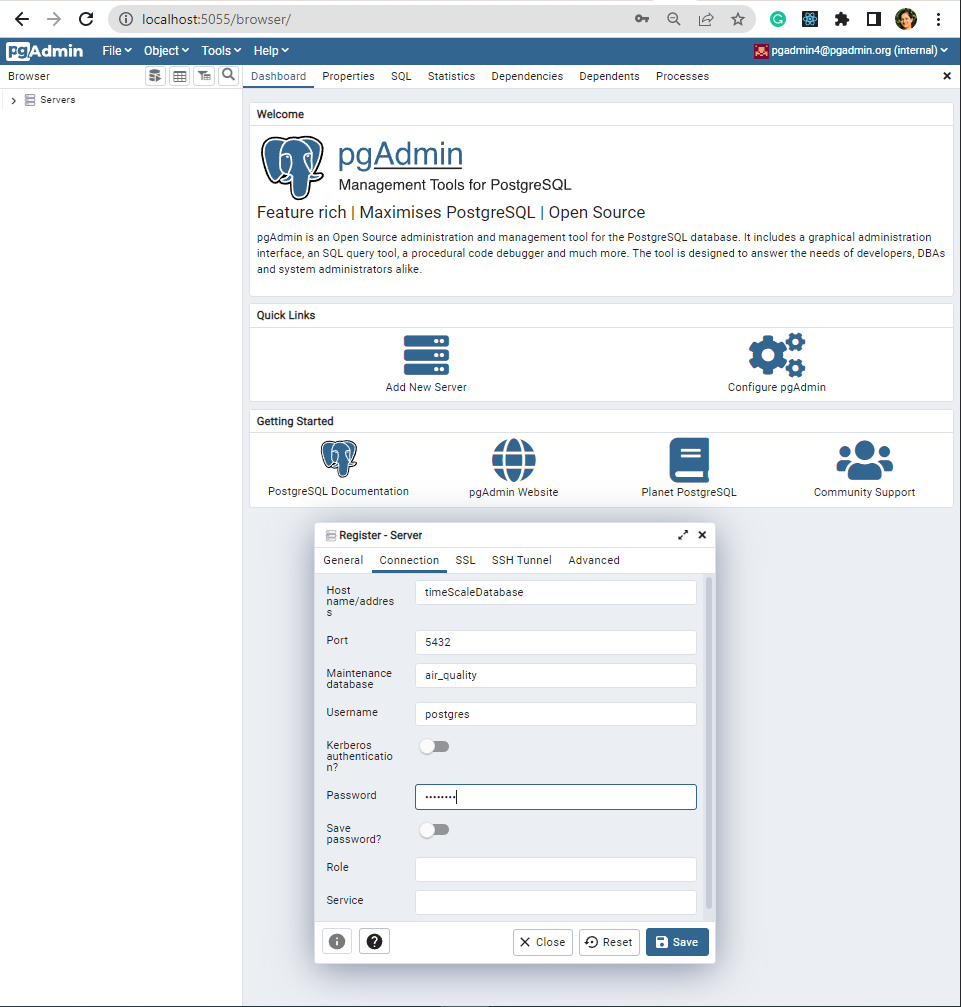 localhost:5055/browser/
pgAdmin File Object Tools Help pgadmin4@pgadmin.org (internal)
Browser Dashboard Properties SQL Statistics Dependencies Dependents Processes
Servers
Welcome
pgAdmin
Management Tools for PostgreSQL
Feature rich | Maximises PostgreSQL | Open Source
pgAdmin is an Open Source administration and management tool for the PostgreSQL database. It includes a graphical administration
interface, an SQL query tool, a procedural code debugger and much more. The tool is designed to answer the needs of developers, DBAs
and system administrators alike.
Quick Links
Add New Server Configure pgAdmin
Getting Started
PostgreSQL Documentation pgAdmin Website Planet PostgreSQL Community Support
Register - Server
General Connection SSL SSH Tunnel Advanced
Host
name/addres
s
timeScaleDatabase
Port 5432
Maintenance
database
air_quality
Username postgres
Kerberos
authenticatio
n?
Password ••••••••
Save
password?
Role
Service
Close Reset Save